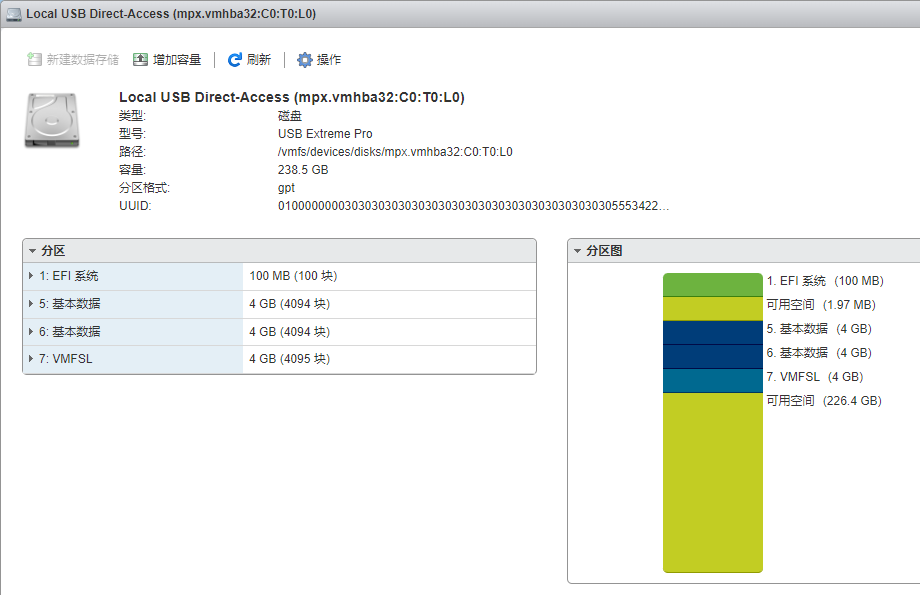 Local USB Direct-Access (mpx.vmhba32:C0:T0:L0)
新建数据存储 增加容量 刷新 操作
Local USB Direct-Access (mpx.vmhba32:C0:T0:L0)
类型: 磁盘
型号: USB Extreme Pro
路径: /vmfs/devices/disks/mpx.vmhba32:C0:T0:L0
容量: 238.5 GB
分区格式: gpt
UUID: 01000000003030303030303030303030303030303030303030305553422...
分区
1: EFI 系统 100 MB (100 块)
5: 基本数据 4 GB (4094 块)
6: 基本数据 4 GB (4094 块)
7: VMFSL 4 GB (4095 块)
分区图
1. EFI 系统 (100 MB)
可用空间 (1.97 MB)
5. 基本数据 (4 GB)
6. 基本数据 (4 GB)
7. VMFSL (4 GB)
可用空间 (226.4 GB)